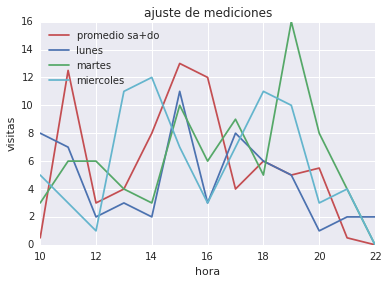 ajuste de mediciones
16
14
12
10
8
6
4
2
0
visitas
promedio sa+do
lunes
martes
miercoles
10 12 14 16 18 20 22
hora